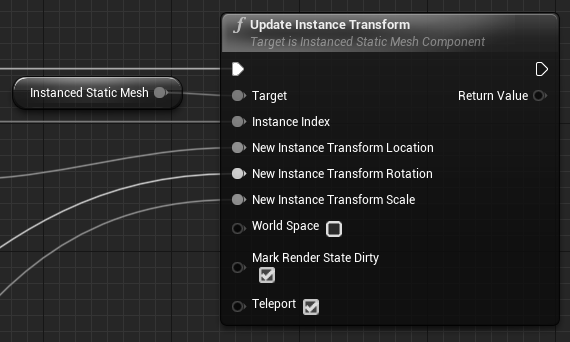 Update Instance Transform
Target is Instanced Static Mesh Component
Instanced Static Mesh
Target
Return Value
Instance Index
New Instance Transform Location
New Instance Transform Rotation
New Instance Transform Scale
World Space
Mark Render State Dirty
Teleport